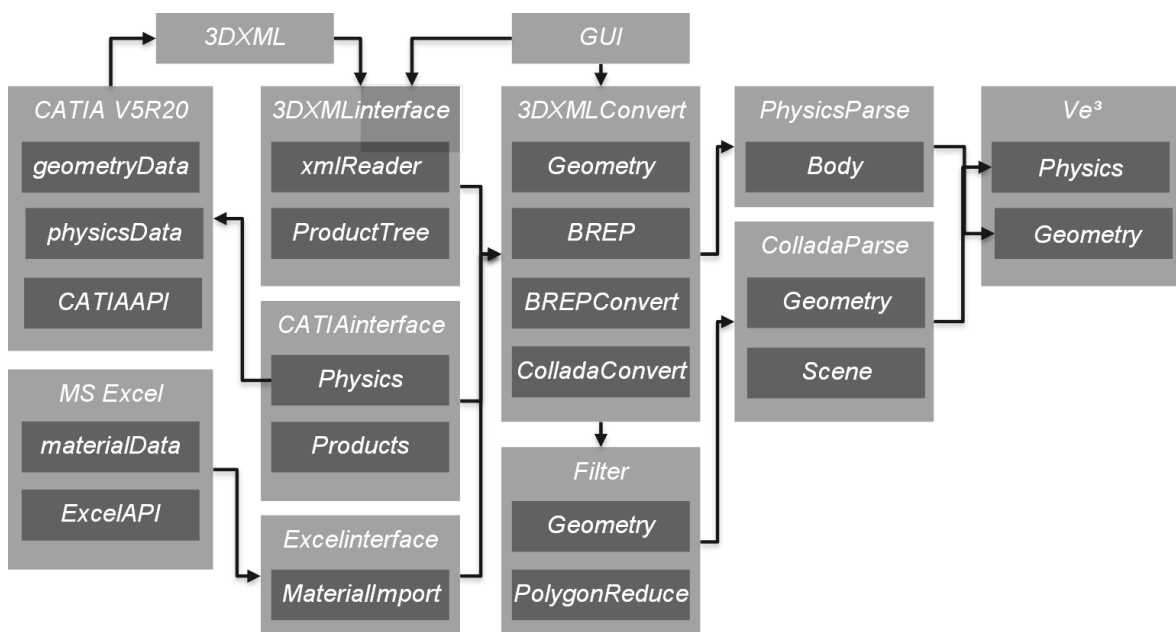 3DXML
GUI
CATIA V5R20
geometryData
physicsData
CATIAAPI
MS Excel
materialData
ExcelAPI
3DXMLinterface
xmlReader
ProductTree
CATIAinterface
Physics
Products
Excelinterface
MaterialImport
3DXMLConvert
Geometry
BREP
BREPConvert
ColladaConvert
Filter
Geometry
PolygonReduce
PhysicsParse
Body
ColladaParse
Geometry
Scene
Ve³
Physics
Geometry